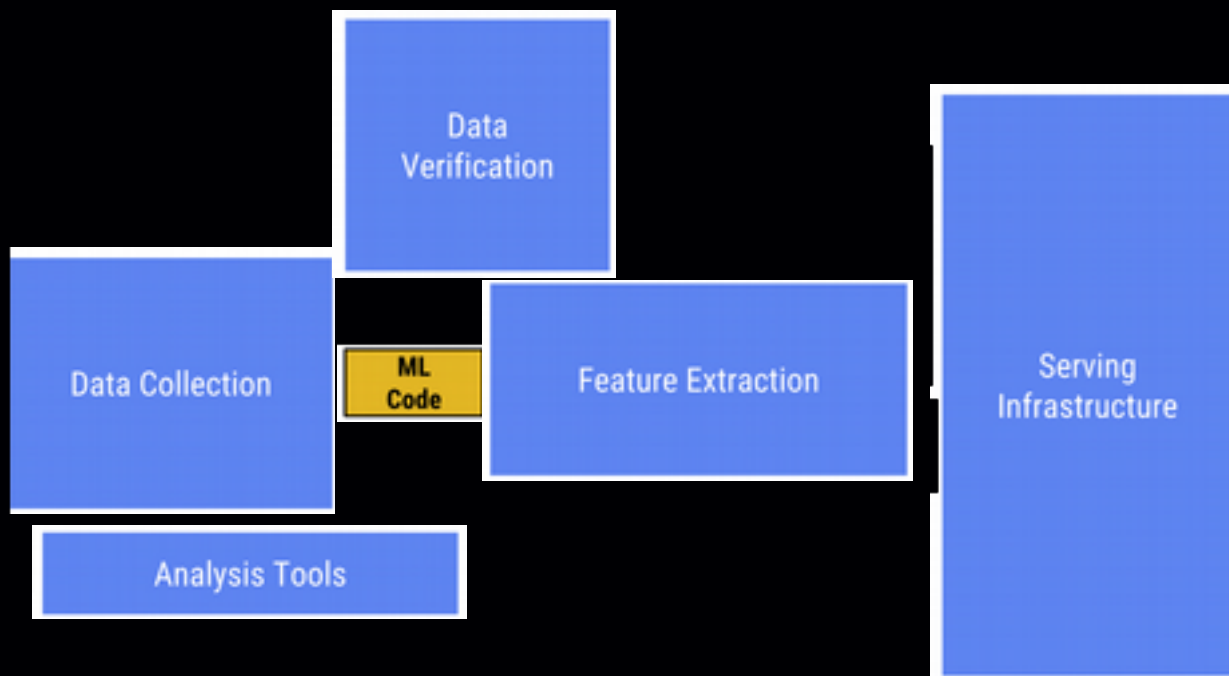 Data
Verification
Data Collection
ML
Code
Feature Extraction
Serving
Infrastructure
Analysis Tools